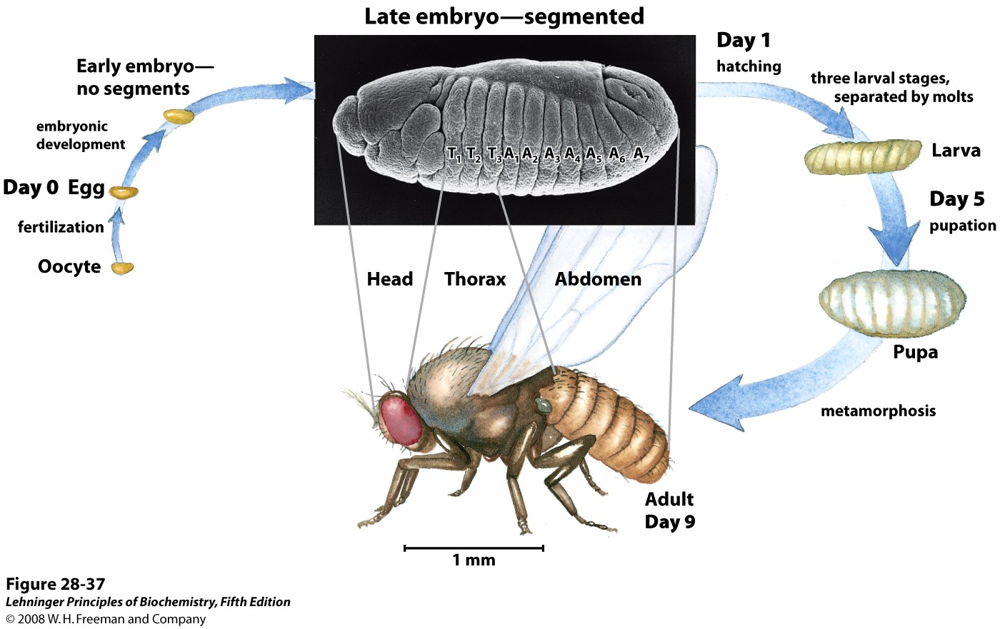 Late embryo—segmented
Early embryo—
no segments
embryonic
development
Day 0 Egg
fertilization
Oocyte
T1 T2 T3 A1 A2 A3 A4 A5 A6 A7
Day 1
hatching
three larval stages,
separated by molts
Larva
Day 5
pupation
Pupa
metamorphosis
Head Thorax Abdomen
Adult
Day 9
1 mm
Figure 28-37
Lehninger Principles of Biochemistry, Fifth Edition
© 2008 W. H. Freeman and Company